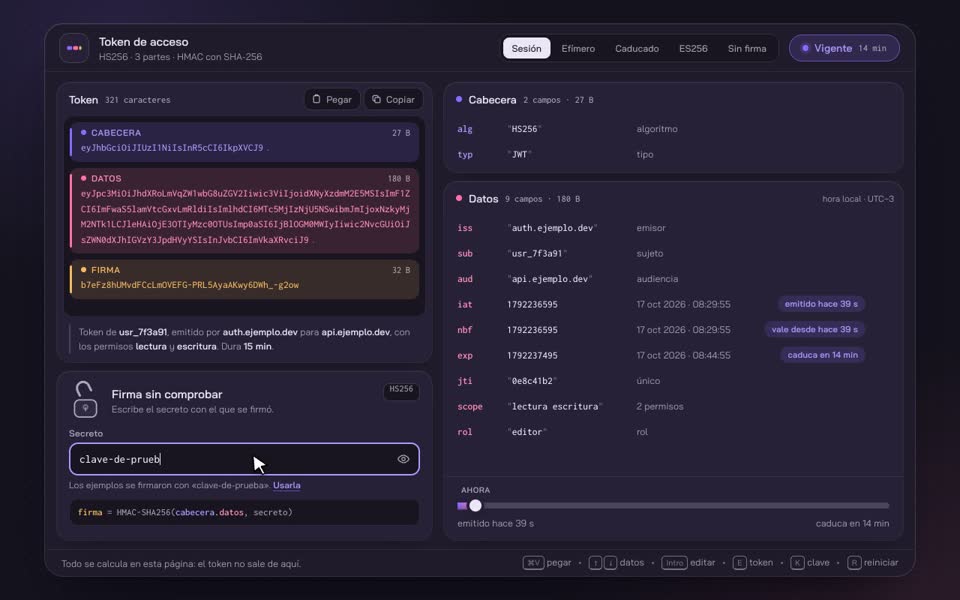 Token de acceso
HS256 · 3 partes · HMAC con SHA-256
Sesión Efímero Caducado ES256 Sin firma
Vigente 14 min
Token 321 caracteres
Pegar Copiar
CABECERA 27 B
eyJhbGciOiJIUzI1NiIsInR5cCI6IkpXVCJ9 .
DATOS 180 B
eyJpc3MiOiJhdXRoLmVqZW1wbG8uZGV2Iiwic3ViIjoidXNyXzdmM2E5MSIsImF1Z
CI6ImFwaS5lamVtcGxvLmRldiIsImlhdCI6MTc5MjIzNjU5NSwibmJmIjoxNzkyMj
M2NTk1LCJleHAiOjE3OTIyMzc0OTUsImp0aSI6IjBlOGM0MWIyIiwic2NvcGUiOiJ
sZWN0dXJhIGVzY3JpdHVyYSIsInJvbCI6ImVkaXRvciJ9 .
FIRMA 32 B
b7eFz8hUMvdFCcLmOVEFG-PRL5AyaAKwy6DWh_-g2ow
Token de usr_7f3a91, emitido por auth.ejemplo.dev para api.ejemplo.dev, con
los permisos lectura y escritura. Dura 15 min.
Firma sin comprobar
Escribe el secreto con el que se firmó.
HS256
Secreto
clave-de-prueb
Los ejemplos se firmaron con «clave-de-prueba». Usarla
firma = HMAC-SHA256(cabecera.datos, secreto)
Cabecera 2 campos · 27 B
alg "HS256" algoritmo
typ "JWT" tipo
Datos 9 campos · 180 B
hora local · UTC-3
iss "auth.ejemplo.dev" emisor
sub "usr_7f3a91" sujeto
aud "api.ejemplo.dev" audiencia
iat 1792236595 17 oct 2026 · 08:29:55 emitido hace 39 s
nbf 1792236595 17 oct 2026 · 08:29:55 vale desde hace 39 s
exp 1792237495 17 oct 2026 · 08:44:55 caduca en 14 min
jti "0e8c41b2" único
scope "lectura escritura" 2 permisos
rol "editor" rol
AHORA
emitido hace 39 s caduca en 14 min
Todo se calcula en esta página: el token no sale de aquí.
⌘V pegar · ↑ ↓ datos · Intro editar · E token · K clave · R reiniciar